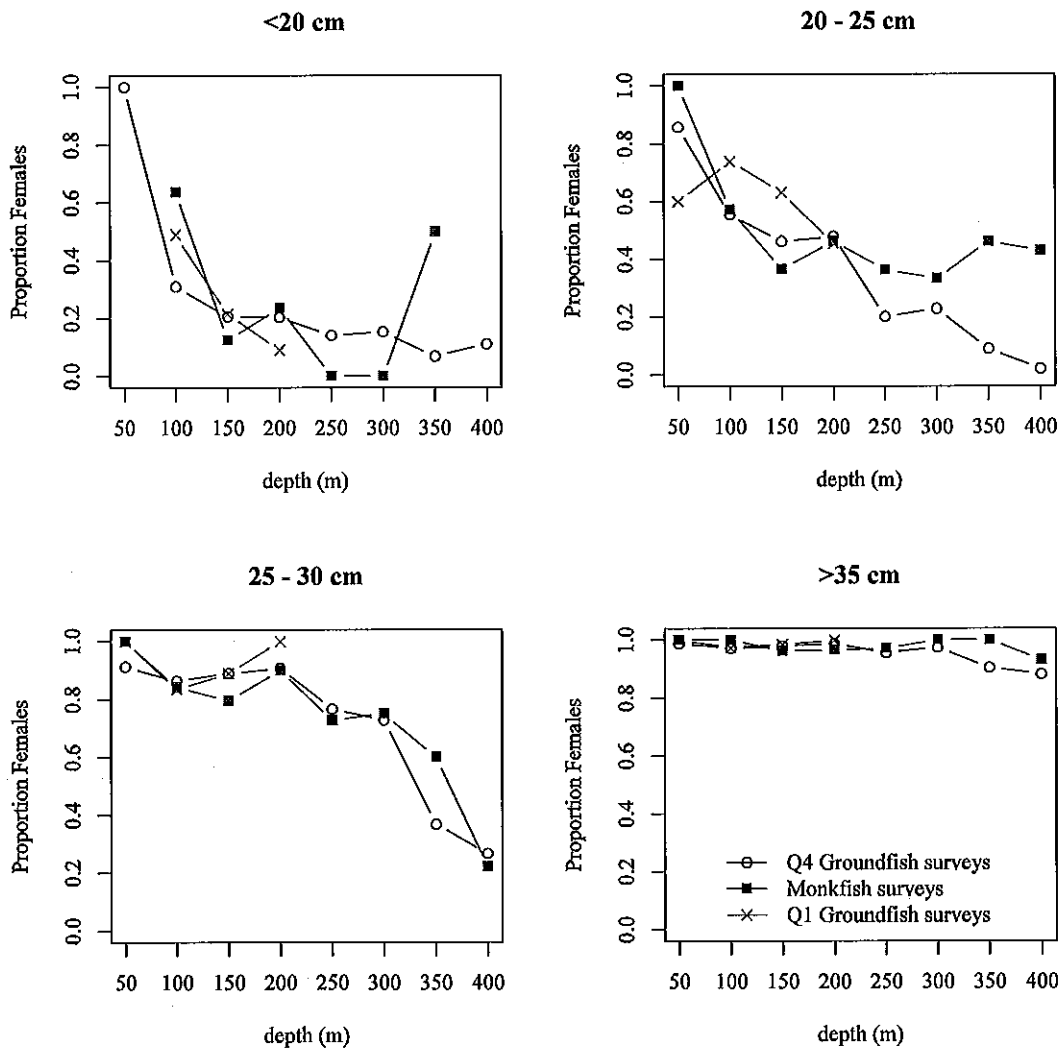 <20 cm
Proportion Females
1.0
0.8
0.6
0.4
0.2
0.0
50 100 150 200 250 300 350 400
depth (m)
20 - 25 cm
Proportion Females
1.0
0.8
0.6
0.4
0.2
0.0
50 100 150 200 250 300 350 400
depth (m)
25 - 30 cm
Proportion Females
1.0
0.8
0.6
0.4
0.2
0.0
50 100 150 200 250 300 350 400
depth (m)
>35 cm
Proportion Females
1.0
0.8
0.6
0.4
0.2
0.0
Q4 Groundfish surveys
Monkfish surveys
Q1 Groundfish surveys
50 100 150 200 250 300 350 400
depth (m)